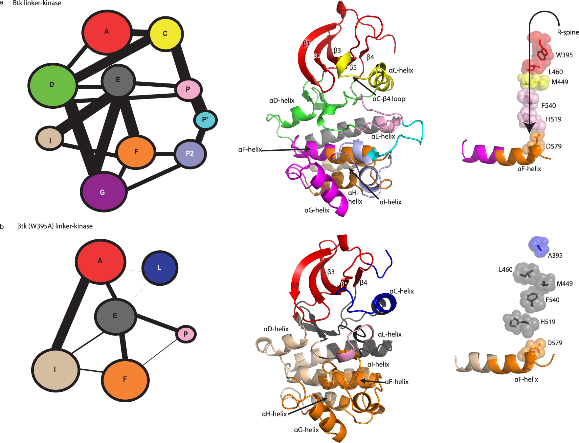 a
Btk linker-kinase
A
C
D
E
P
P'
I
F
P2
G
β1
β3
β4
β5
αC-helix
αC-β4 loop
αD-helix
αE-helix
αF-helix
αH-
helix
αI-helix
αG-helix
R-spine
W395
L460
M449
F540
H519
D579
αF-helix
b
Btk (W395A) linker-kinase
A
L
E
P
I
F
β3
β4
αC-helix
αD-helix
αE-helix
αI-helix
αF-helix
αH-helix
αG-helix
A395
L460
M449
F540
H519
D579
αF-helix